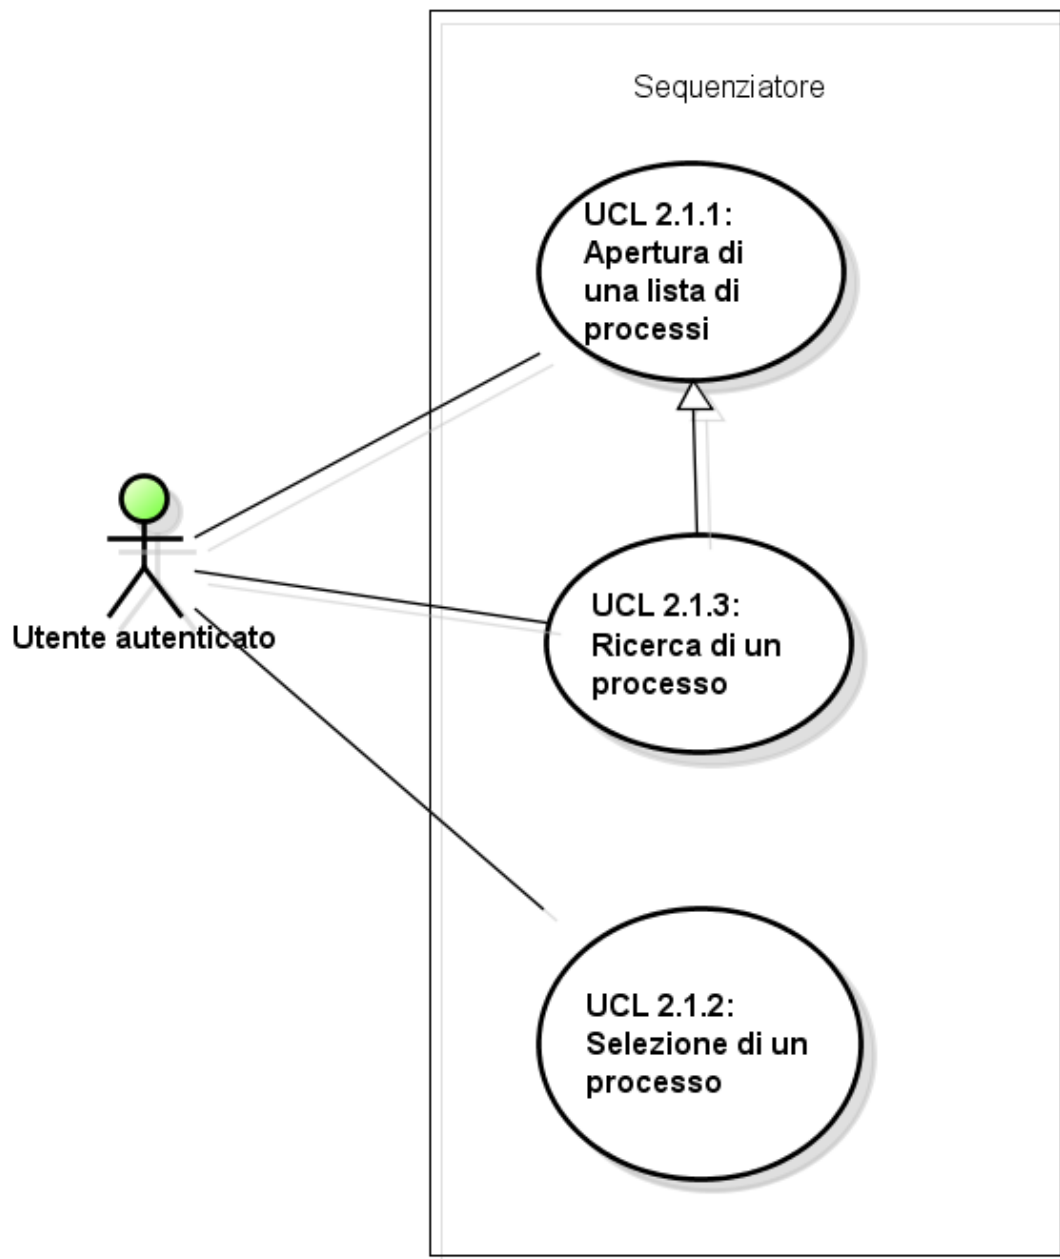 Sequenziatore
UCL 2.1.1:
Apertura di
una lista di
processi
Utente autenticato
UCL 2.1.3:
Ricerca di un
processo
UCL 2.1.2:
Selezione di un
processo